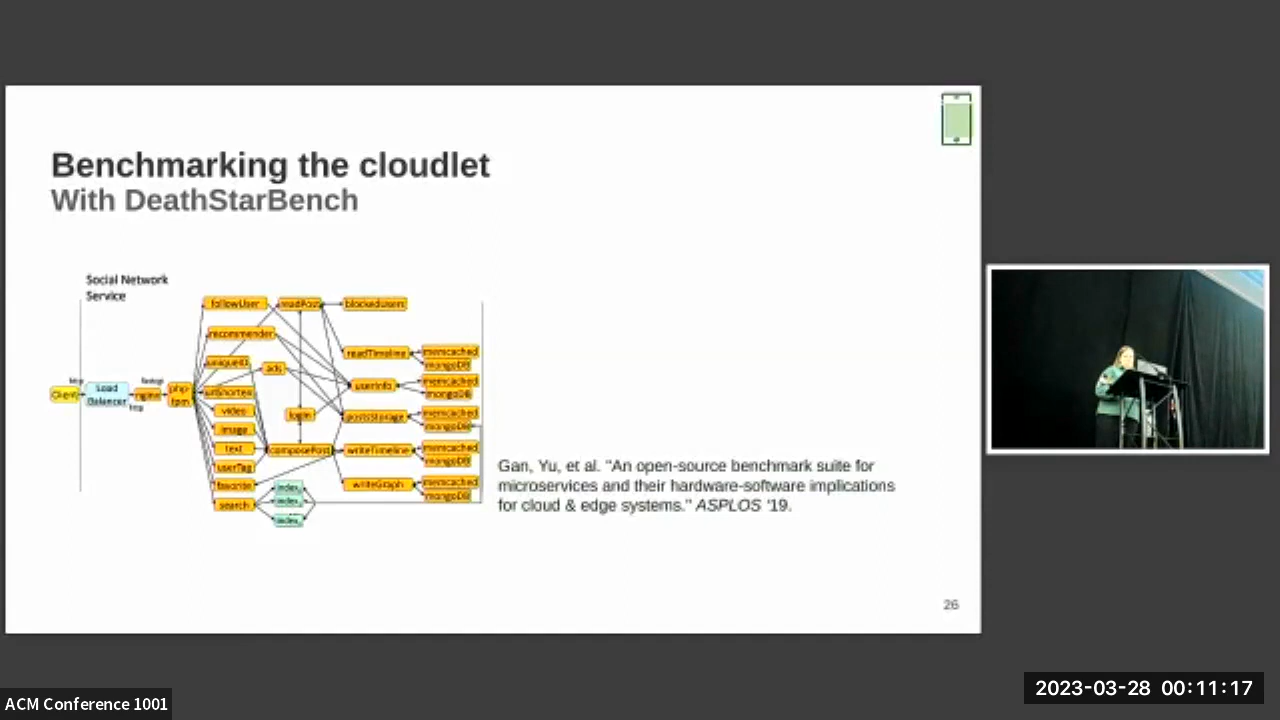 Benchmarking the cloudlet
With DeathStarBench
Social Network
Service
followUser
readPost
blockedUsers
recommender
readTimeline
memcached
mongoDB
uniqueID
ads
userInfo
memcached
mongoDB
http
fastcgi
Client
Load
Balancer
nginx
http
php
fpm
urlShorten
video
login
postsStorage
memcached
mongoDB
image
text
composePost
writeTimeline
memcached
mongoDB
userTag
favorite
index
writeGraph
memcached
mongoDB
search
index
index
Gan, Yu, et al. "An open-source benchmark suite for
microservices and their hardware-software implications
for cloud & edge systems." ASPLOS '19.
26
ACM Conference 1001
2023-03-28 00:11:17